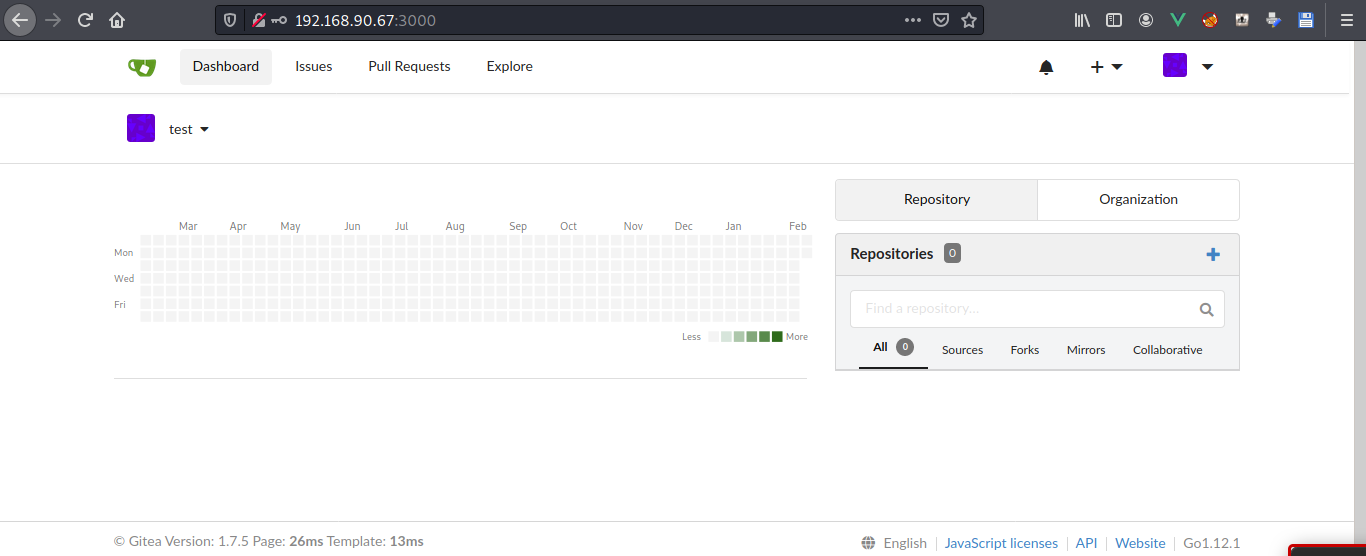 192.168.90.67:3000
Dashboard Issues Pull Requests Explore
test
Repository Organization
Mar Apr May Jun Jul Aug Sep Oct Nov Dec Jan Feb
Mon
Wed
Fri
Less More
Repositories 0
Find a repository...
All 0 Sources Forks Mirrors Collaborative
© Gitea Version: 1.7.5 Page: 26ms Template: 13ms
English JavaScript licenses API Website Go1.12.1